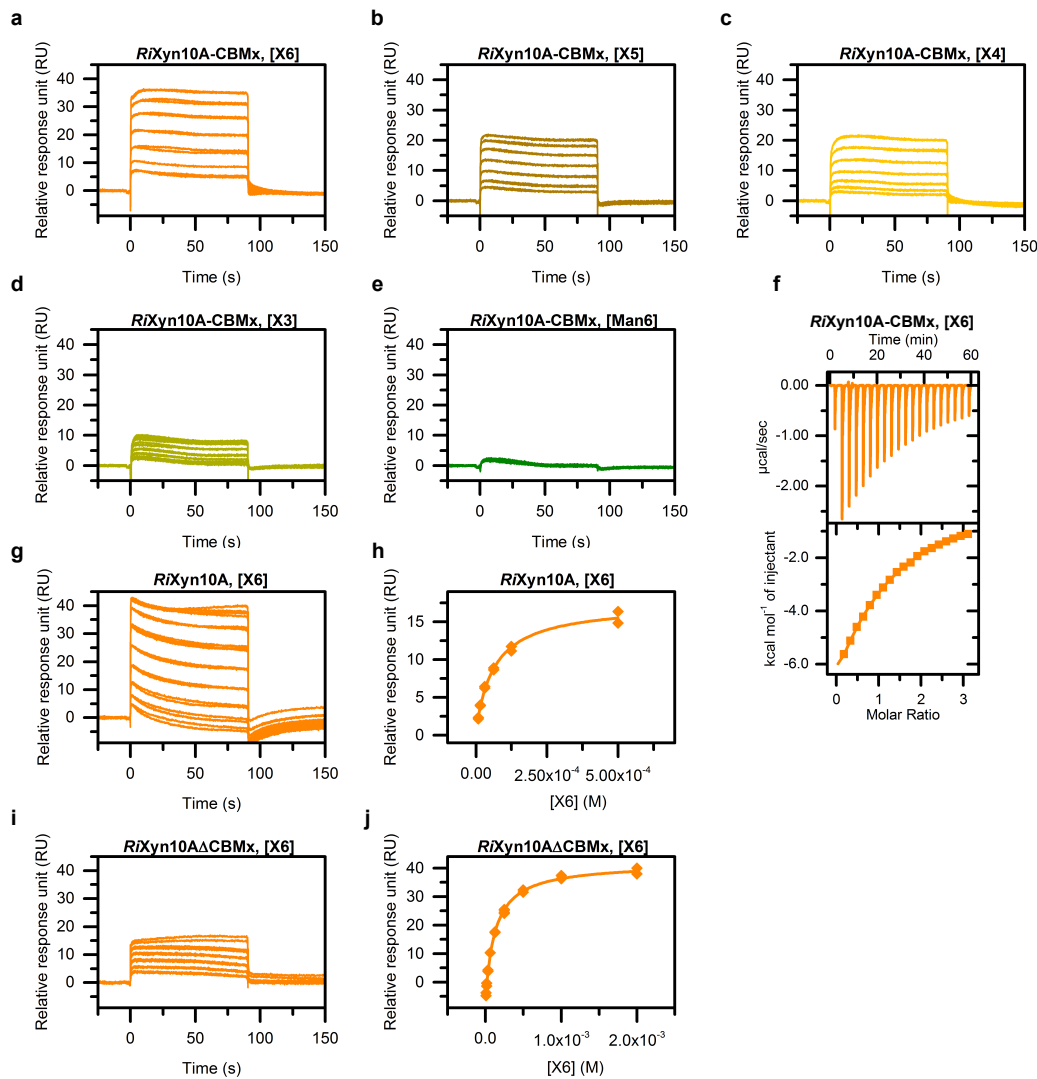 a
RiXyn10A-CBMx, [X6]
Relative response unit (RU)
40
30
20
10
0
0
50
100
150
Time (s)
b
RiXyn10A-CBMx, [X5]
Relative response unit (RU)
40
30
20
10
0
0
50
100
150
Time (s)
c
RiXyn10A-CBMx, [X4]
Relative response unit (RU)
40
30
20
10
0
0
50
100
150
Time (s)
d
RiXyn10A-CBMx, [X3]
Relative response unit (RU)
40
30
20
10
0
0
50
100
150
Time (s)
e
RiXyn10A-CBMx, [Man6]
Relative response unit (RU)
40
30
20
10
0
0
50
100
150
Time (s)
f
RiXyn10A-CBMx, [X6]
Time (min)
0 20 40 60
0.00
-1.00
-2.00
µcal/sec
-2.0
-4.0
-6.0
kcal mol⁻¹ of injectant
0 1 2 3
Molar Ratio
g
RiXyn10A, [X6]
Relative response unit (RU)
40
30
20
10
0
0
50
100
150
Time (s)
h
RiXyn10A, [X6]
Relative response unit (RU)
15
10
5
0
0.00
2.50x10⁻⁴
5.00x10⁻⁴
[X6] (M)
i
RiXyn10AΔCBMx, [X6]
Relative response unit (RU)
40
30
20
10
0
0
50
100
150
Time (s)
j
RiXyn10AΔCBMx, [X6]
Relative response unit (RU)
40
30
20
10
0
0.0
1.0x10⁻³
2.0x10⁻³
[X6] (M)